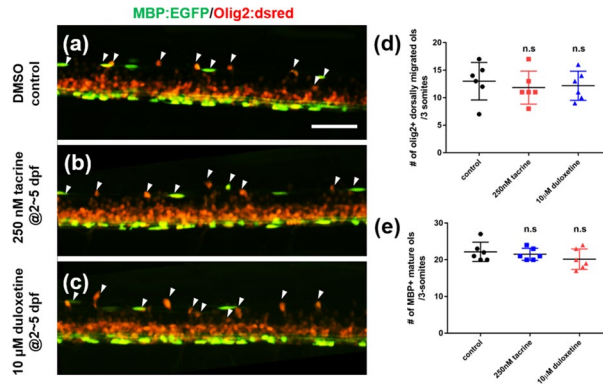 MBP:EGFP/Olig2:dsred
(a)
DMSO
control
(b)
250 nM tacrine
@2~5 dpf
(c)
10 µM duloxetine
@2~5 dpf
(d)
# of olig2+ dorsally migrated ols
/3 somites
20
15
10
5
0
n.s
n.s
control
250nM tacrine
10µM duloxetine
(e)
# of MBP+ mature ols
/3-somites
30
20
10
0
n.s
n.s
control
250nM tacrine
10µM duloxetine